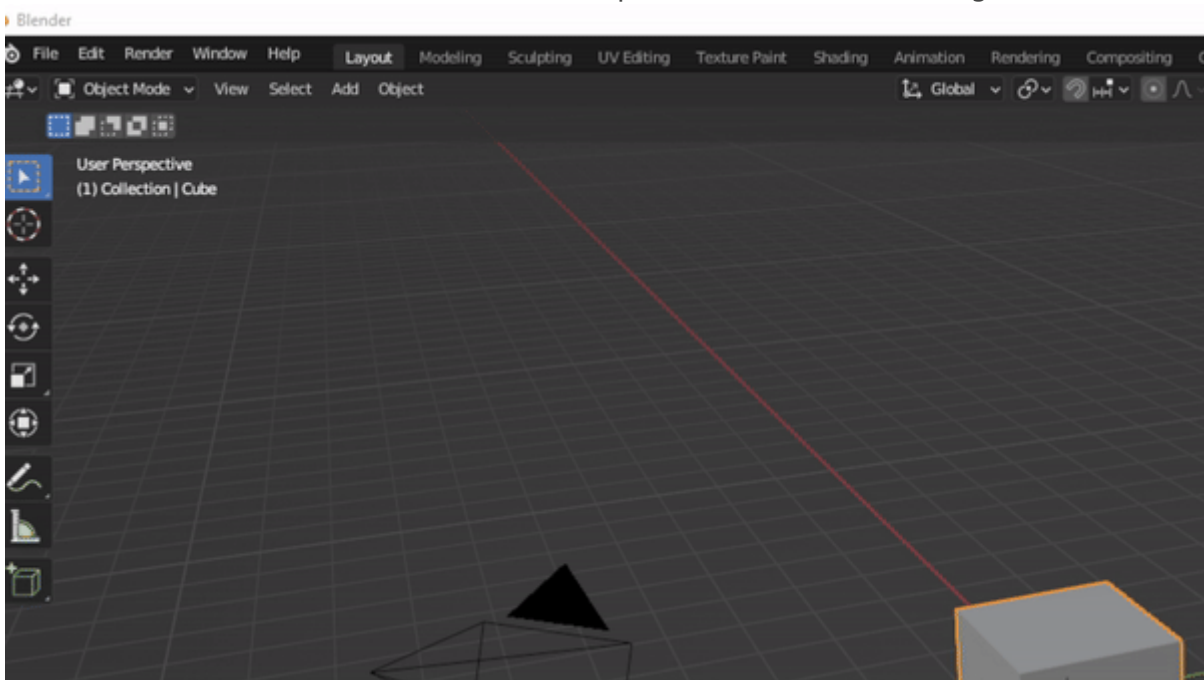 Blender
File Edit Render Window Help Layout Modeling Sculpting UV Editing Texture Paint Shading Animation Rendering Compositing
Object Mode View Select Add Object Global
User Perspective
(1) Collection | Cube